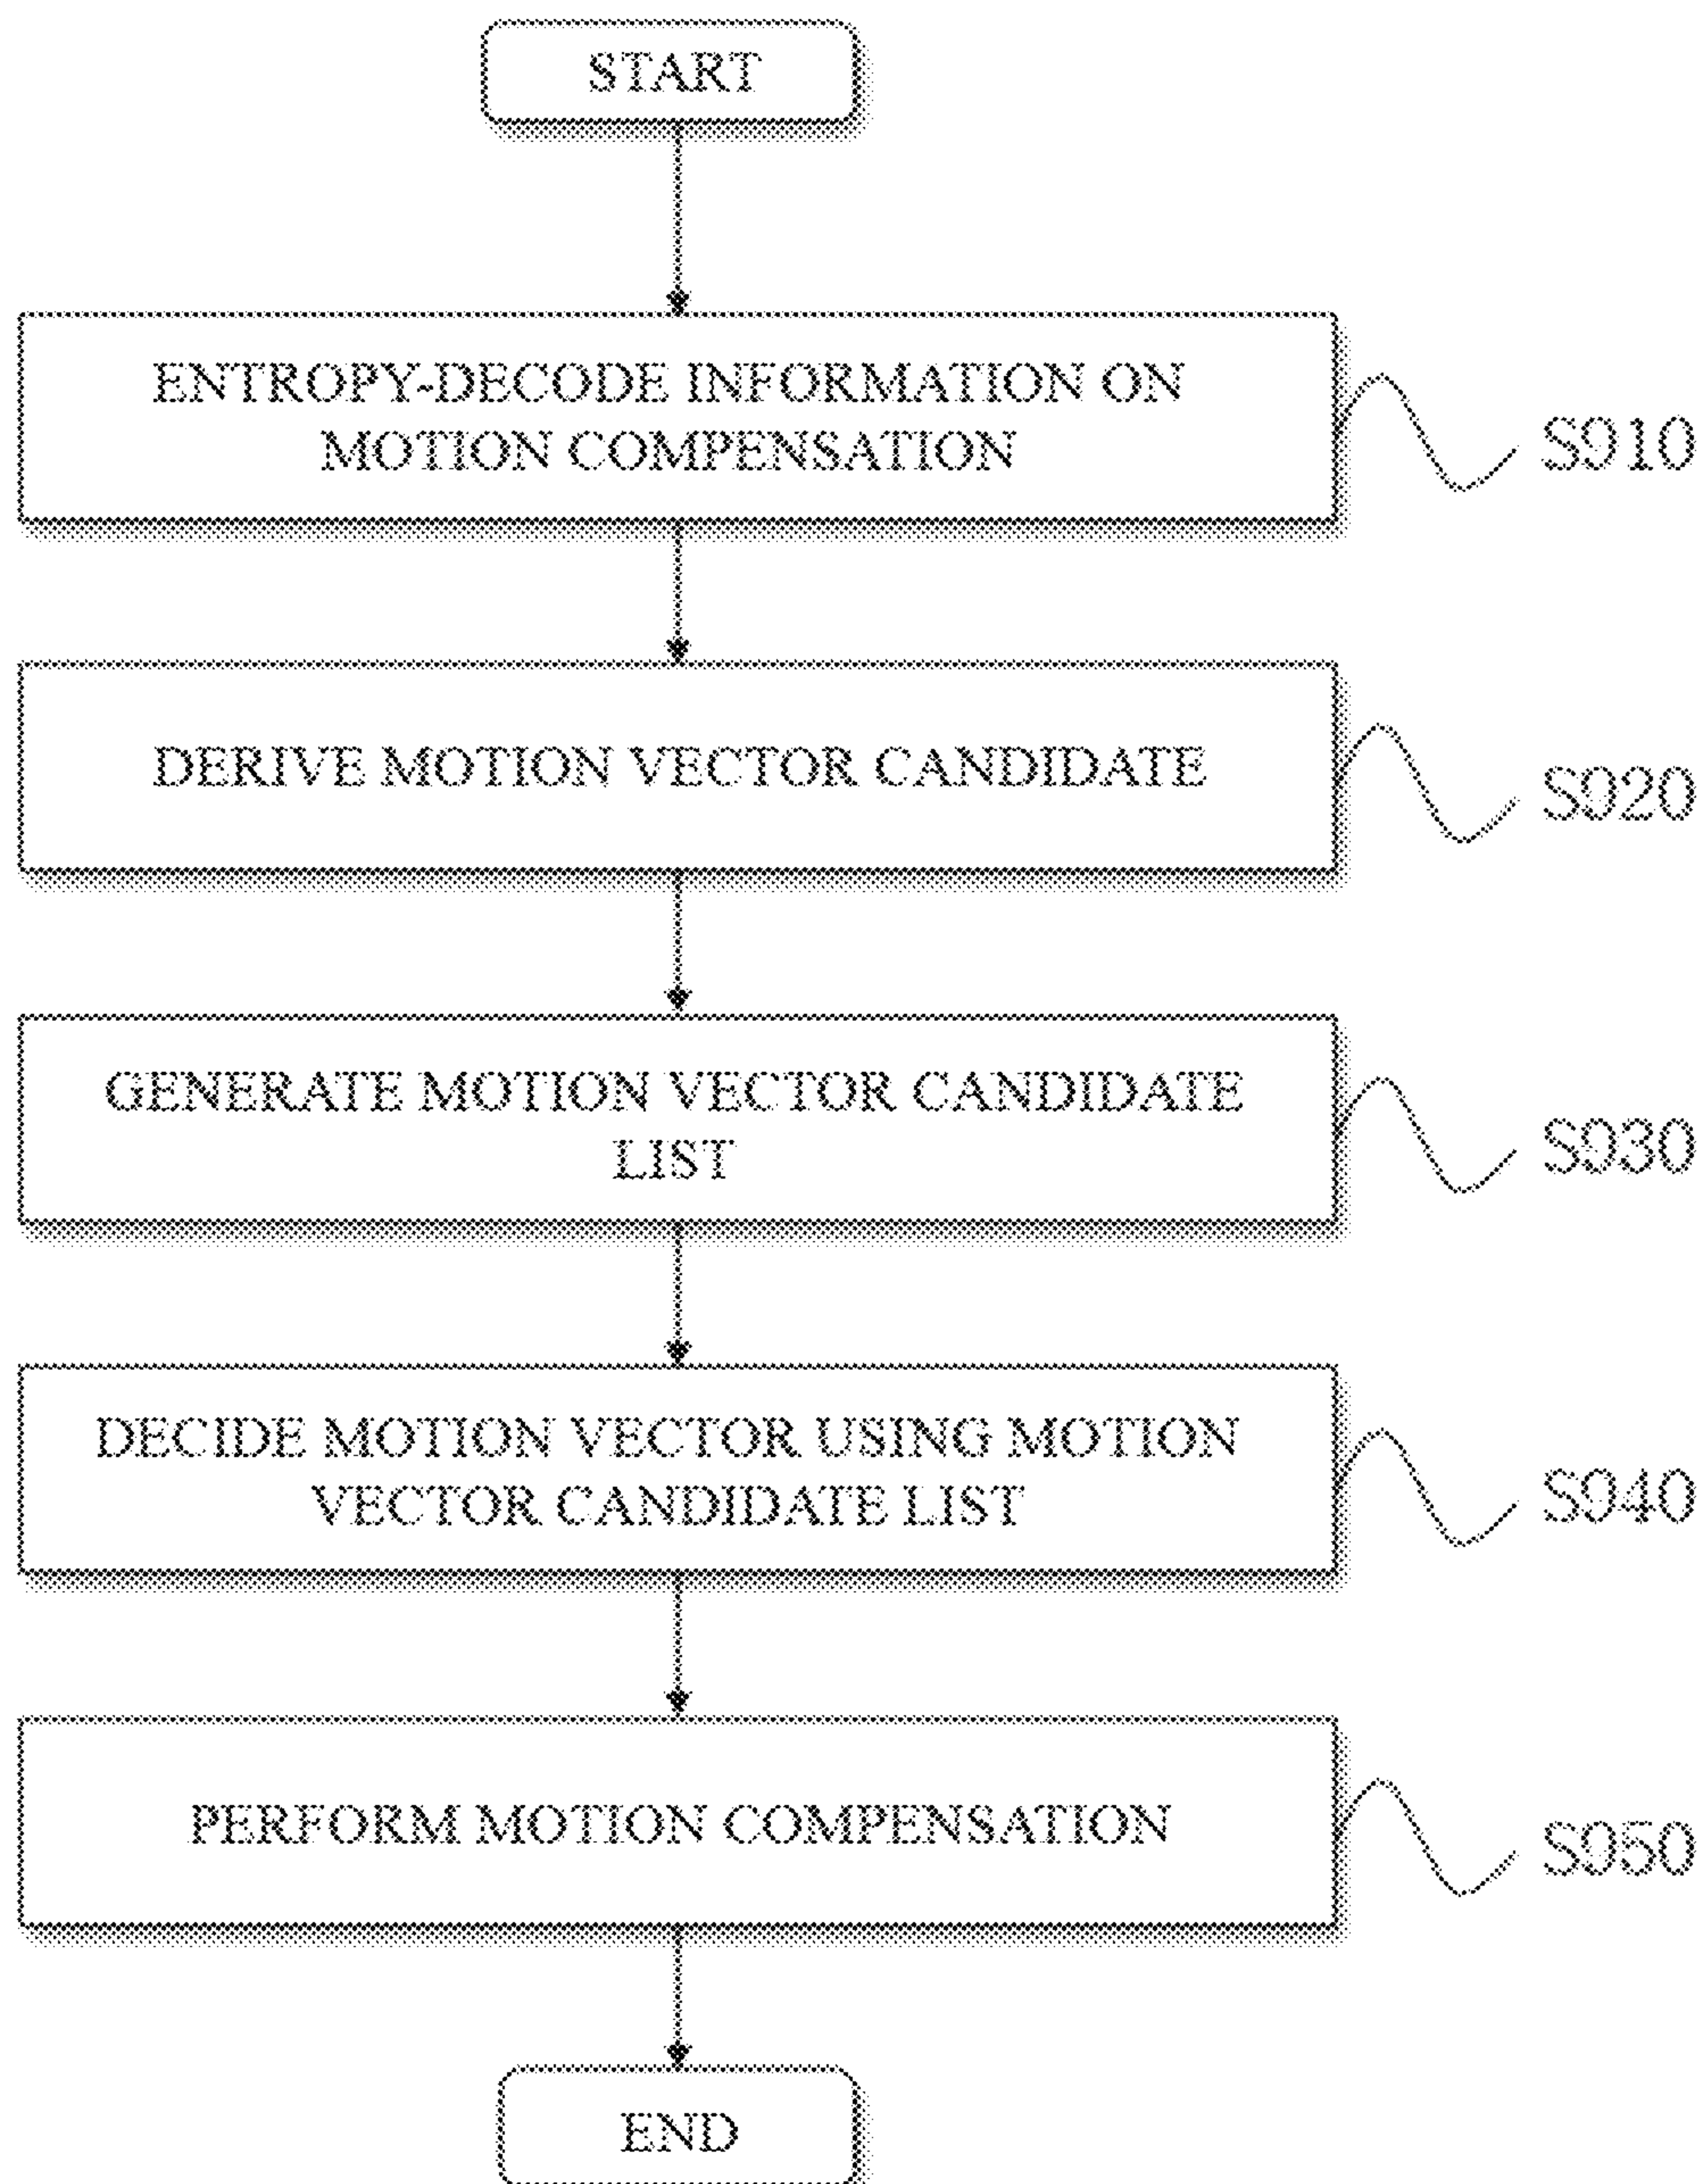 START
ENTROPY-DECODE INFORMATION ON
MOTION COMPENSATION
S910
DERIVE MOTION VECTOR CANDIDATE
S920
GENERATE MOTION VECTOR CANDIDATE
LIST
S930
DECIDE MOTION VECTOR USING MOTION
VECTOR CANDIDATE LIST
S940
PERFORM MOTION COMPENSATION
S950
END